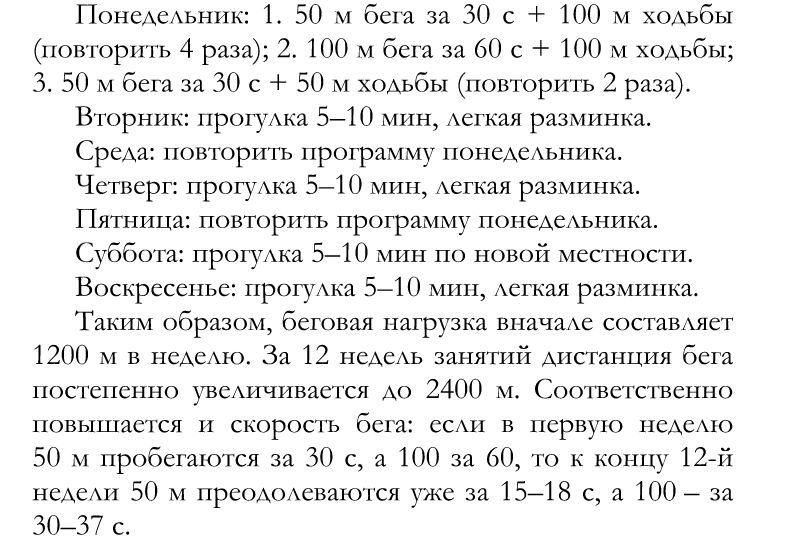 Понедельник: 1. 50 м бега за 30 с + 100 м ходьбы
(повторить 4 раза); 2. 100 м бега за 60 с + 100 м ходьбы;
3. 50 м бега за 30 с + 50 м ходьбы (повторить 2 раза).
Вторник: прогулка 5–10 мин, легкая разминка.
Среда: повторить программу понедельника.
Четверг: прогулка 5–10 мин, легкая разминка.
Пятница: повторить программу понедельника.
Суббота: прогулка 5–10 мин по новой местности.
Воскресенье: прогулка 5–10 мин, легкая разминка.
Таким образом, беговая нагрузка вначале составляет
1200 м в неделю. За 12 недель занятий дистанция бега
постепенно увеличивается до 2400 м. Соответственно
повышается и скорость бега: если в первую неделю
50 м пробегаются за 30 с, а 100 за 60, то к концу 12-й
недели 50 м преодолеваются уже за 15–18 с, а 100 – за
30–37 с.